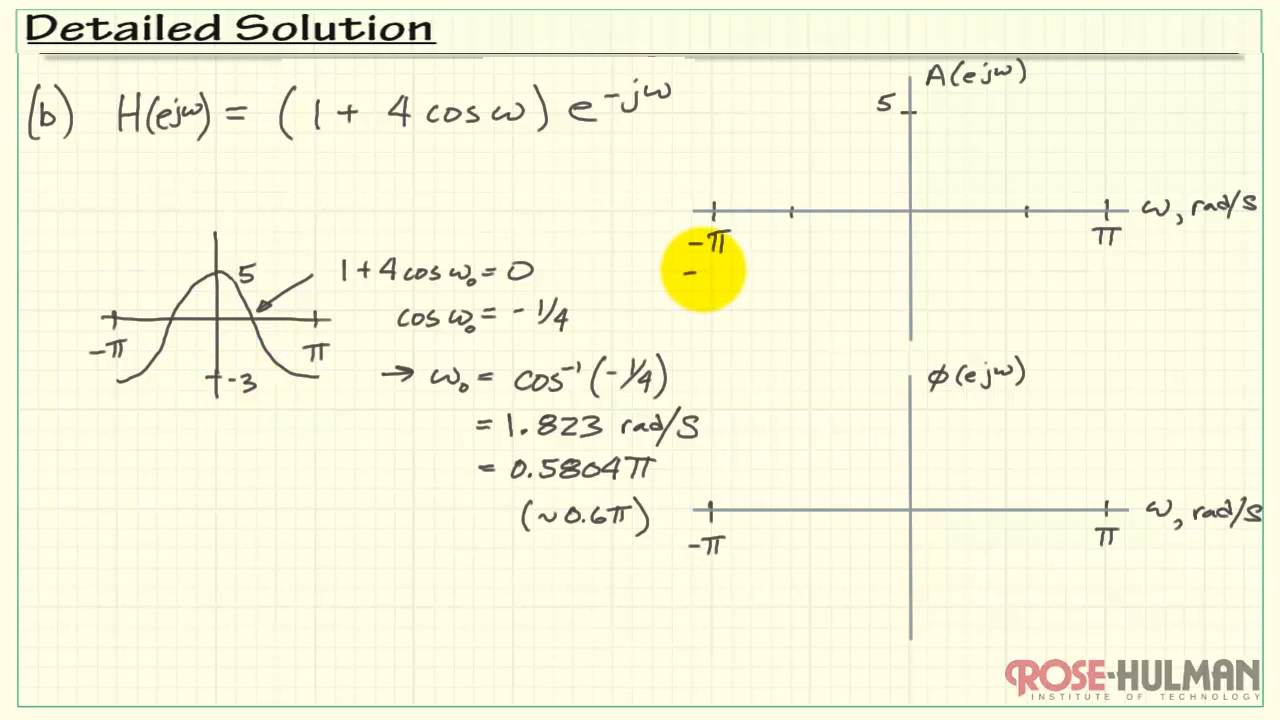 Detailed Solution
(b) H(ejω) = (1 + 4 cos ω) e^-jω
5
-π
π
-3
1 + 4 cos ω₀ = 0
cos ω₀ = -1/4
→ ω₀ = cos⁻¹(-1/4)
= 1.823 rad/s
= 0.5804π
(~0.6π)
A(ejω)
5
ω, rad/s
-π
π
-
φ(ejω)
ω, rad/s
-π
π
ROSE-HULMAN
INSTITUTE OF TECHNOLOGY